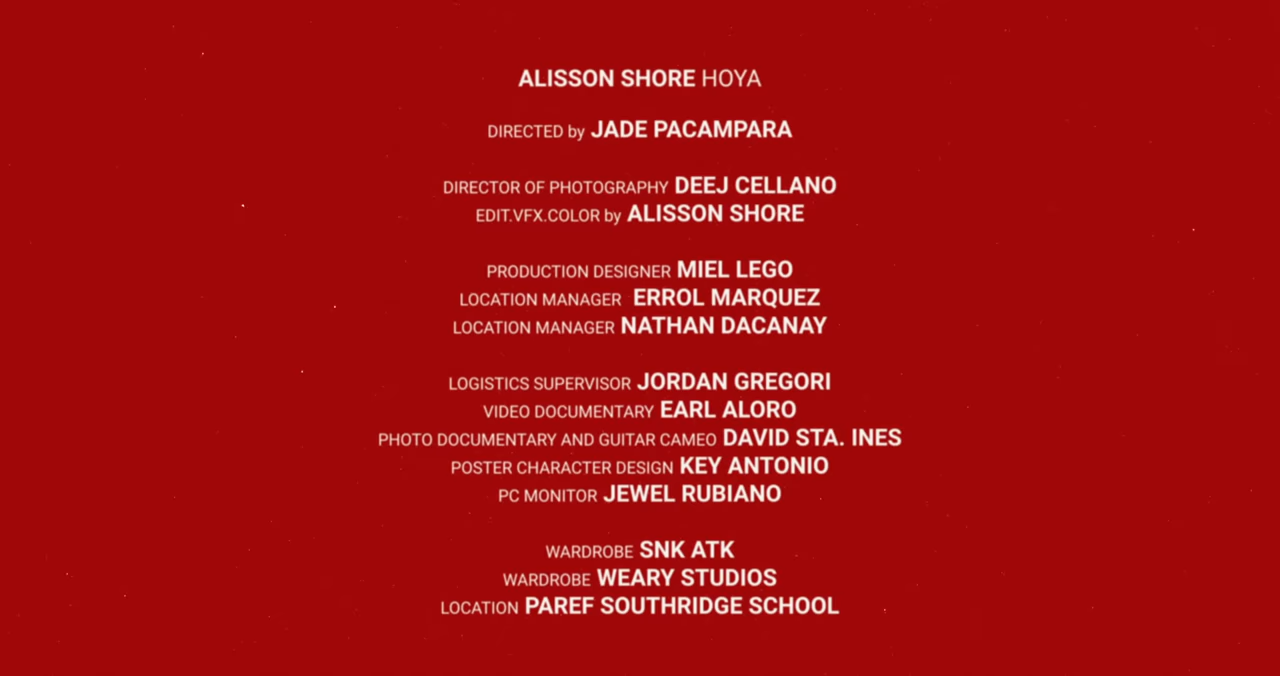 ALISSON SHORE HOYA
DIRECTED by JADE PACAMPARA
DIRECTOR OF PHOTOGRAPHY DEEJ CELLANO
EDIT.VFX.COLOR by ALISSON SHORE
PRODUCTION DESIGNER MIEL LEGO
LOCATION MANAGER ERROL MARQUEZ
LOCATION MANAGER NATHAN DACANAY
LOGISTICS SUPERVISOR JORDAN GREGORI
VIDEO DOCUMENTARY EARL ALORO
PHOTO DOCUMENTARY AND GUITAR CAMEO DAVID STA. INES
POSTER CHARACTER DESIGN KEY ANTONIO
PC MONITOR JEWEL RUBIANO
WARDROBE SNK ATK
WARDROBE WEARY STUDIOS
LOCATION PAREF SOUTHRIDGE SCHOOL